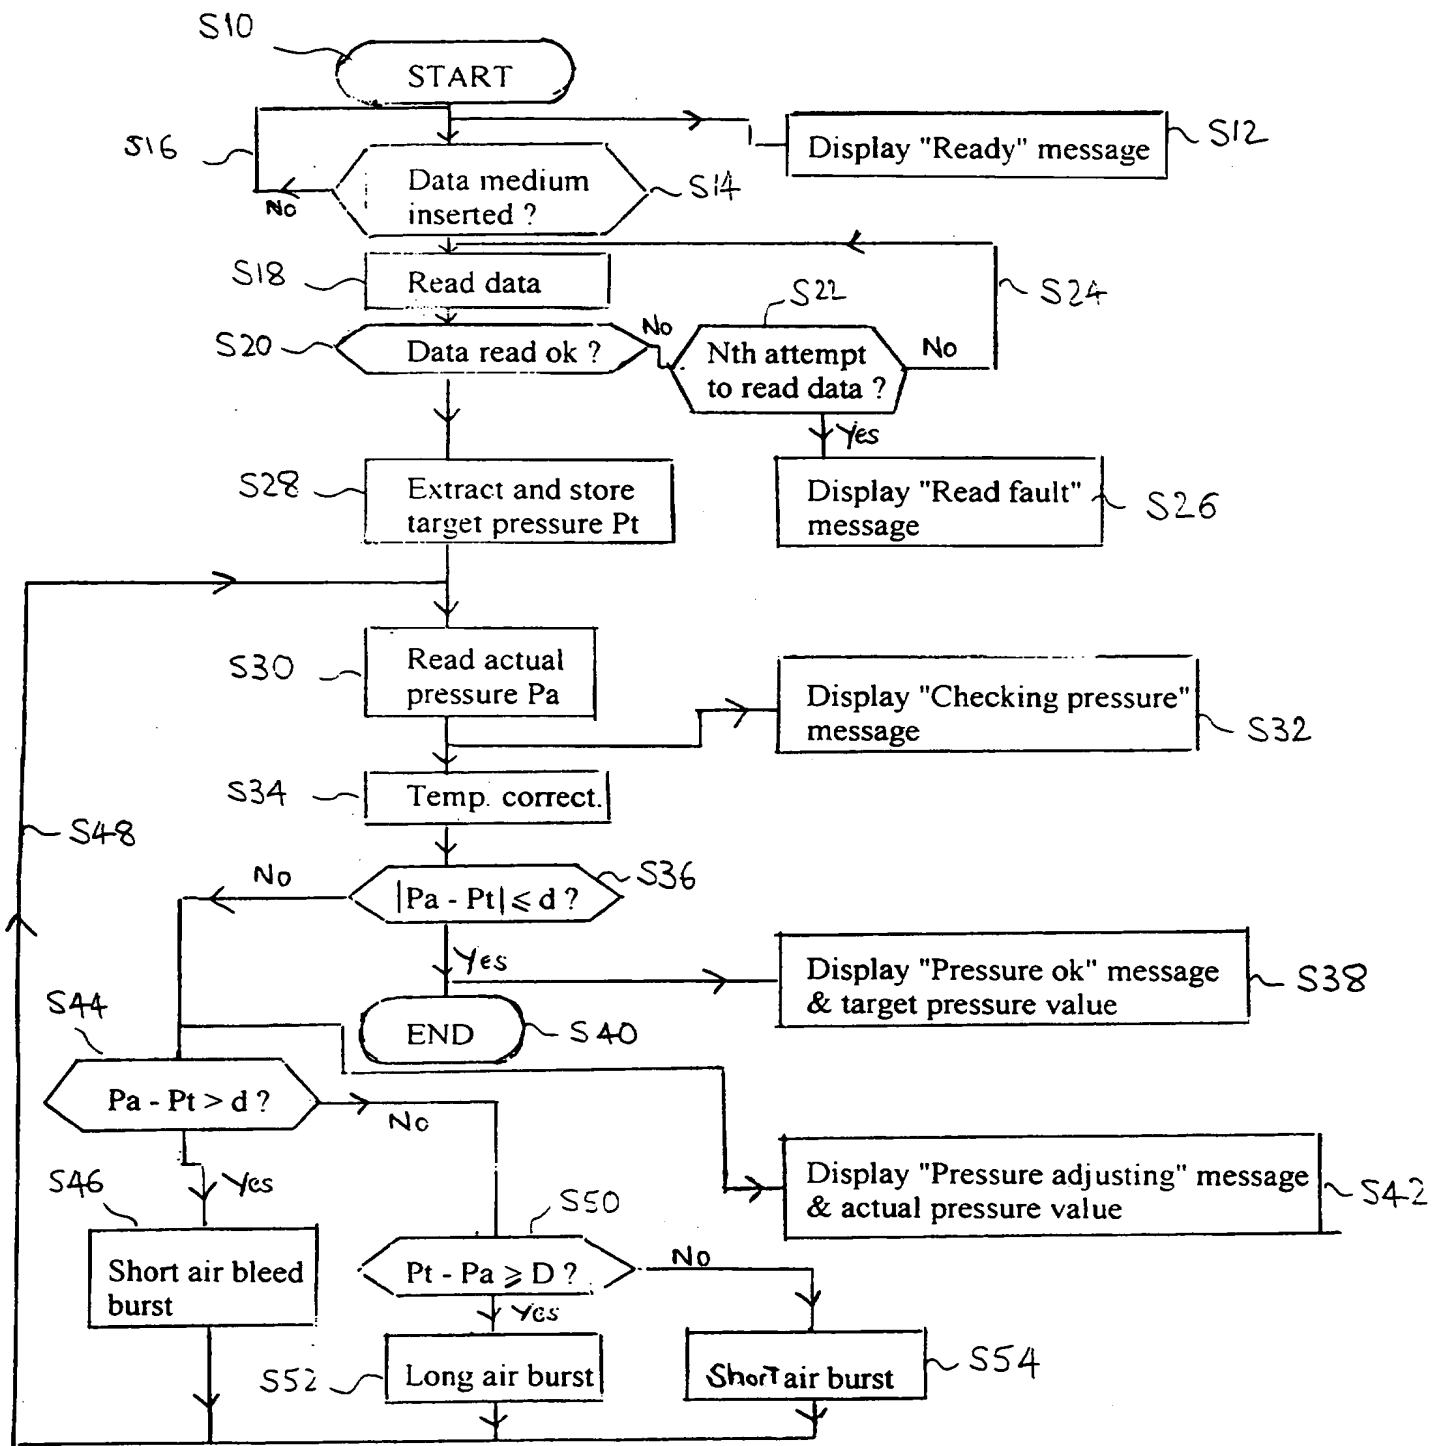 S10
START
S16
Display "Ready" message
S12
Data medium
inserted ?
S14
No
S18
Read data
S22
S24
S20
Data read ok ?
No
Nth attempt
to read data ?
No
Yes
S28
Extract and store
target pressure Pt
Display "Read fault"
message
S26
S30
Read actual
pressure Pa
Display "Checking pressure"
message
S32
S34
Temp. correct.
S48
No
|Pa - Pt| ⩽ d ?
S36
Yes
Display "Pressure ok" message
& target pressure value
S38
S44
END
S40
Pa - Pt > d ?
No
S46
Yes
Display "Pressure adjusting" message
& actual pressure value
S42
S50
Short air bleed
burst
Pt - Pa ⩾ D ?
No
Yes
S52
Long air burst
Short air burst
S54